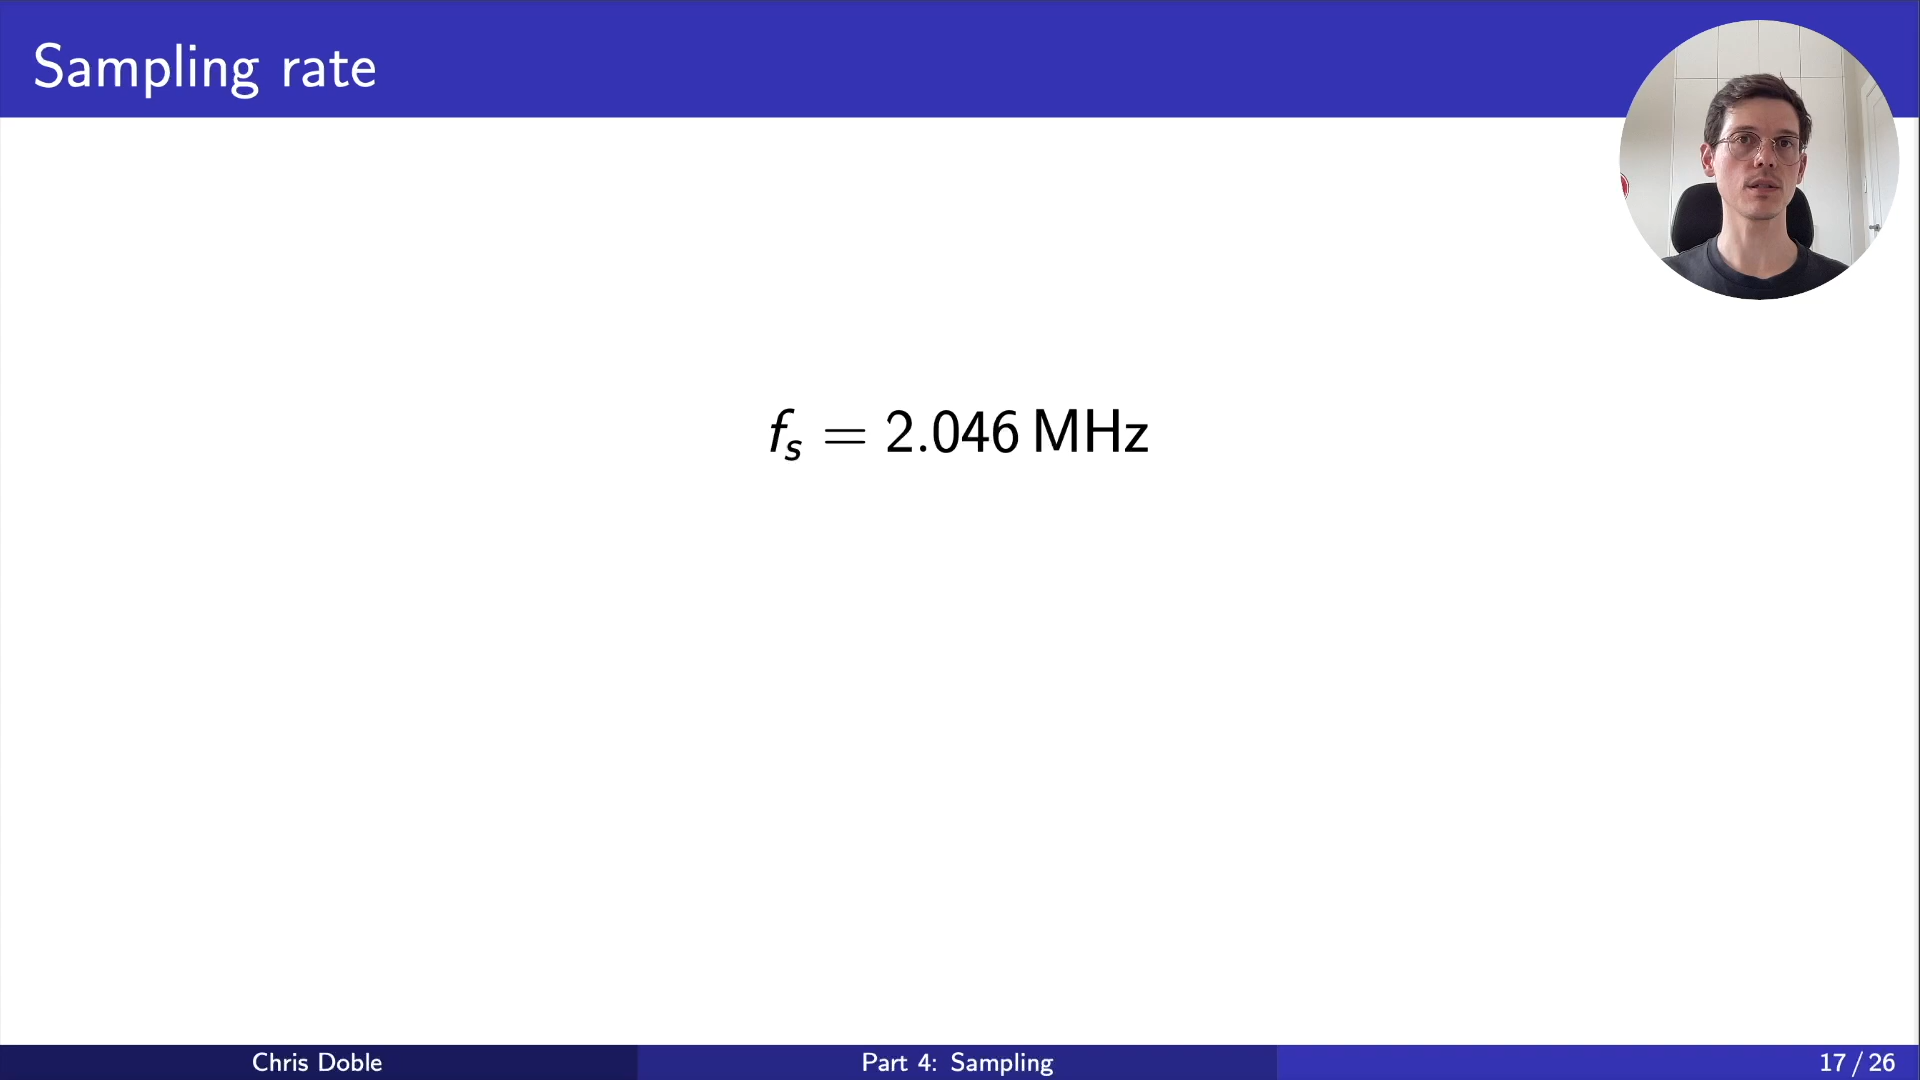 Sampling rate
fₛ = 2.046 MHz
Chris Doble
Part 4: Sampling
17 / 26